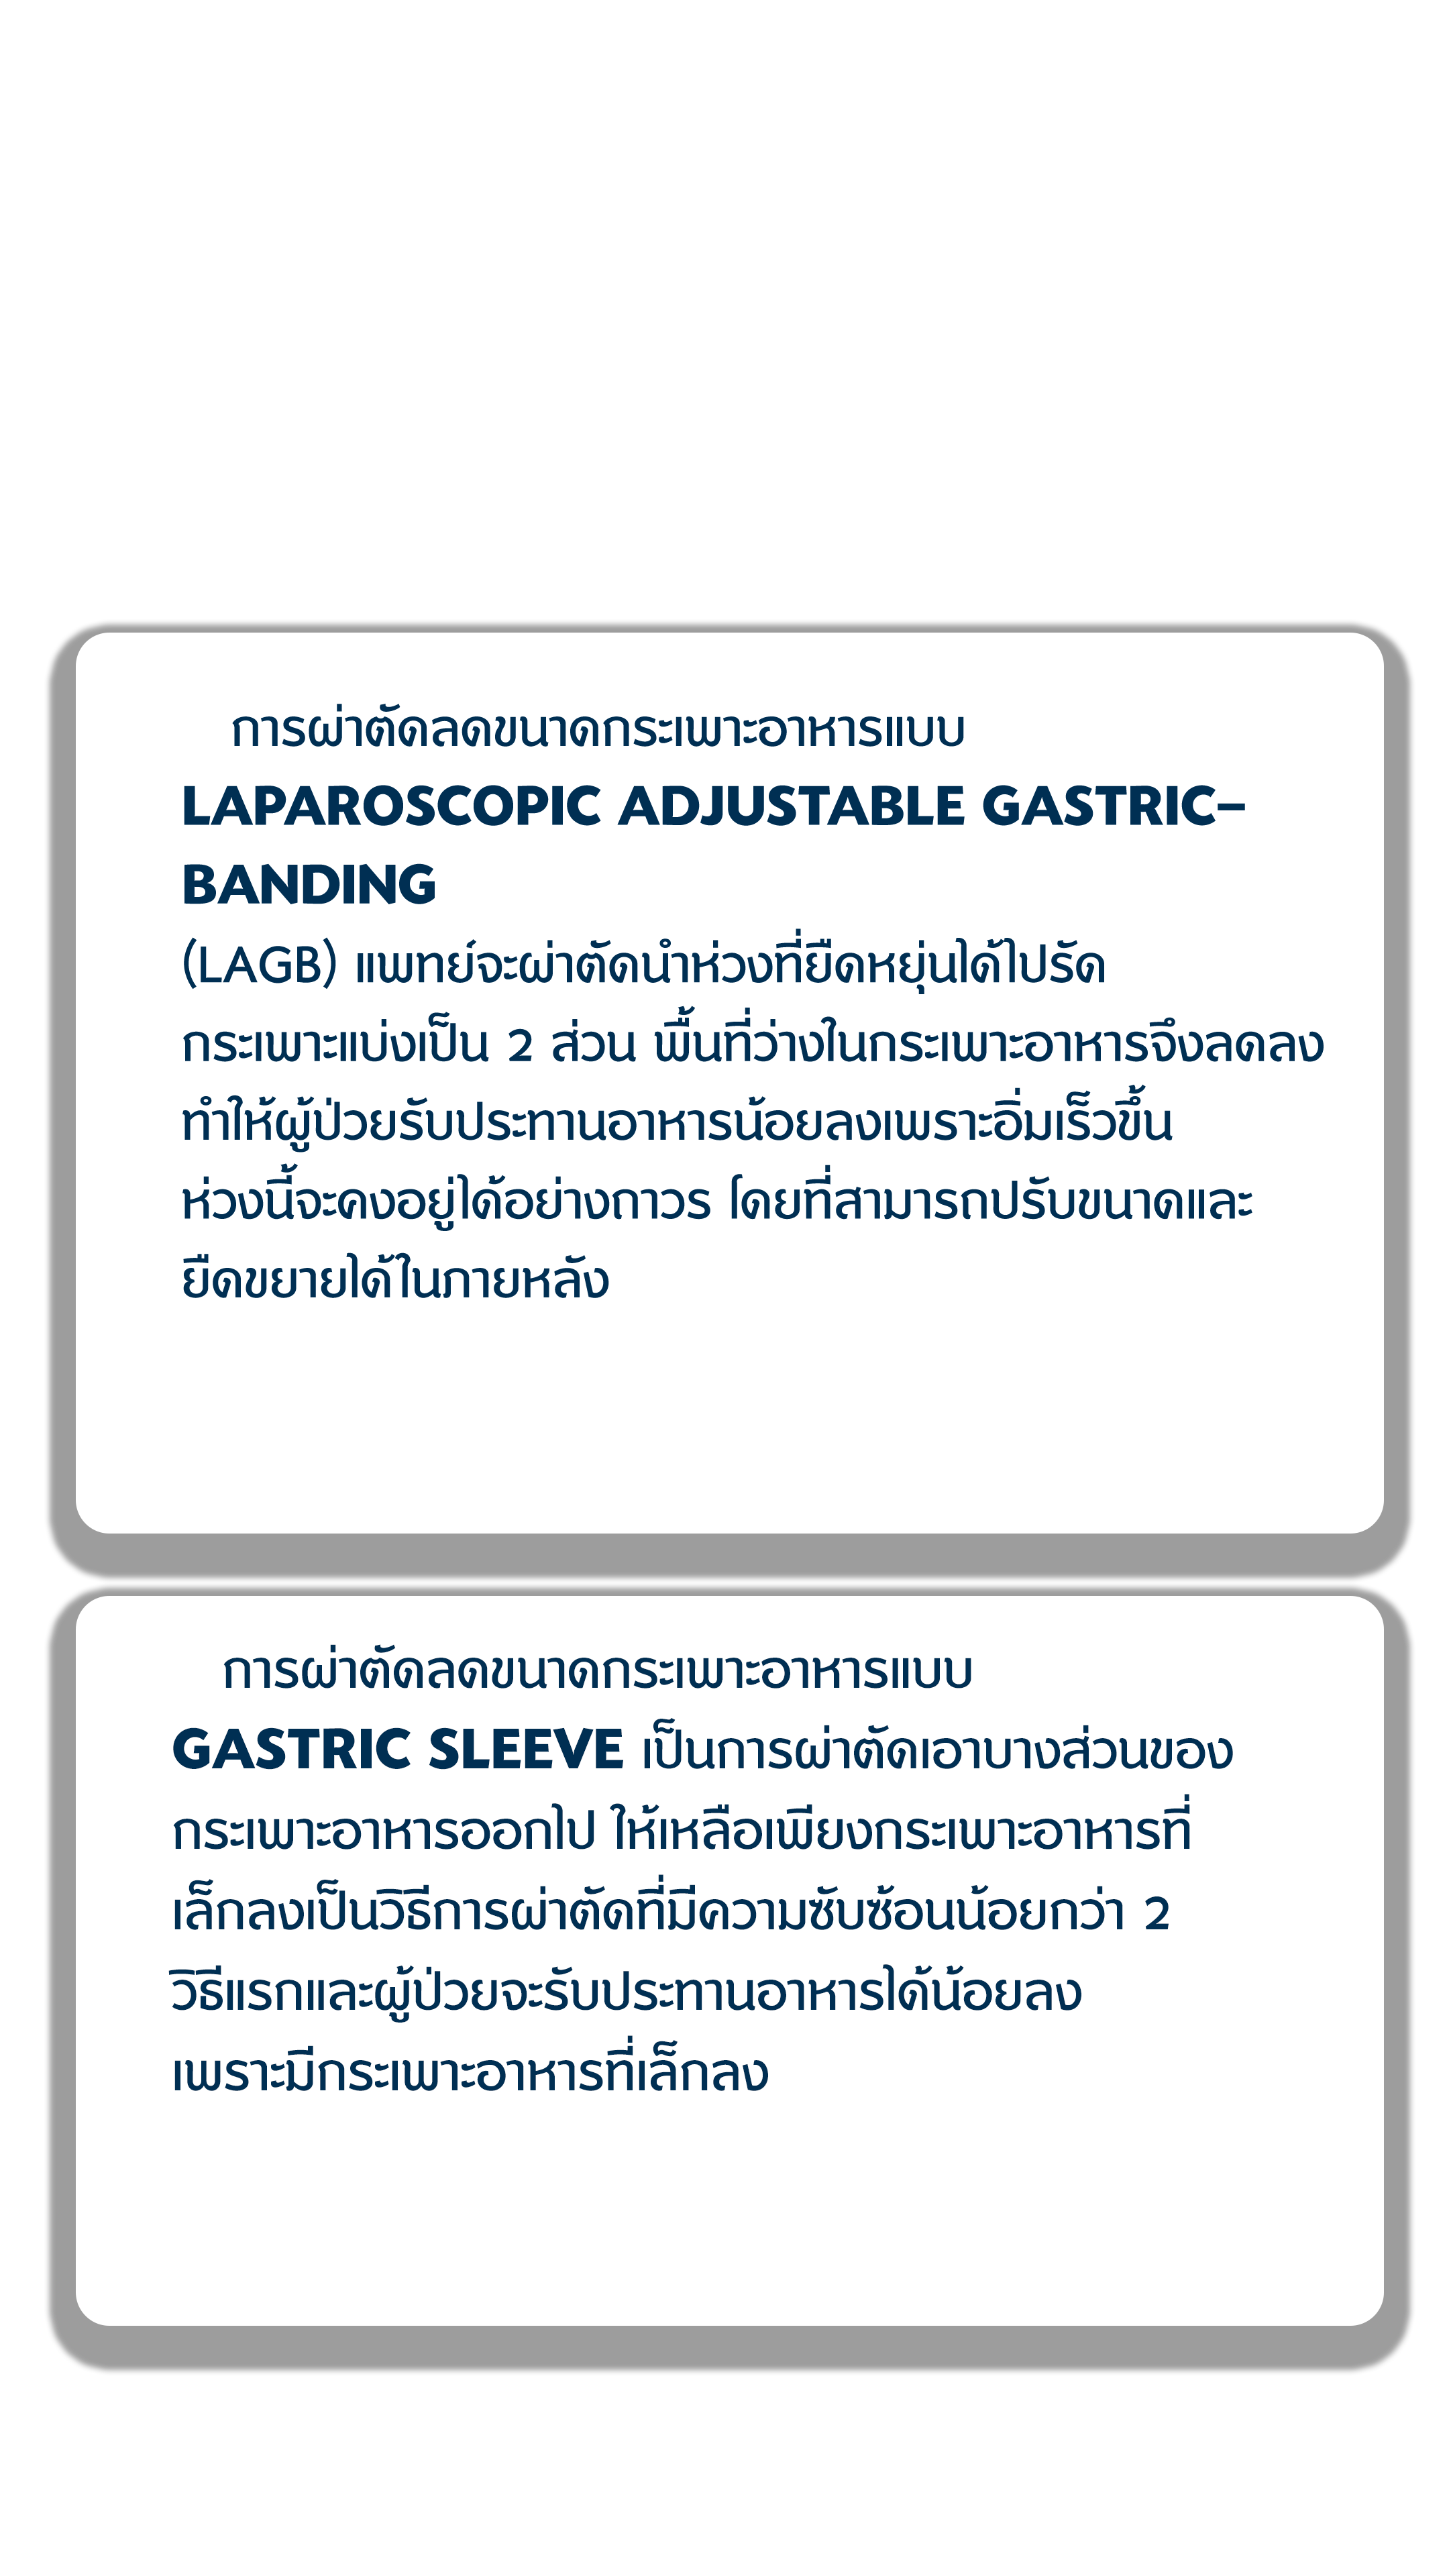 การผ่าตัดลดขนาดกระเพาะอาหารแบบ
LAPAROSCOPIC ADJUSTABLE GASTRIC–
BANDING
(LAGB) แพทย์จะผ่าตัดนำห่วงที่ยืดหยุ่นได้ไปรัด
กระเพาะแบ่งเป็น 2 ส่วน พื้นที่ว่างในกระเพาะอาหารจึงลดลง
ทำให้ผู้ป่วยรับประทานอาหารน้อยลงเพราะอิ่มเร็วขึ้น
ห่วงนี้จะคงอยู่ได้อย่างถาวร โดยที่สามารถปรับขนาดและ
ยืดขยายได้ในภายหลัง
การผ่าตัดลดขนาดกระเพาะอาหารแบบ
GASTRIC SLEEVE เป็นการผ่าตัดเอาบางส่วนของ
กระเพาะอาหารออกไป ให้เหลือเพียงกระเพาะอาหารที่
เล็กลงเป็นวิธีการผ่าตัดที่มีความซับซ้อนน้อยกว่า 2
วิธีแรกและผู้ป่วยจะรับประทานอาหารได้น้อยลง
เพราะมีกระเพาะอาหารที่เล็กลง